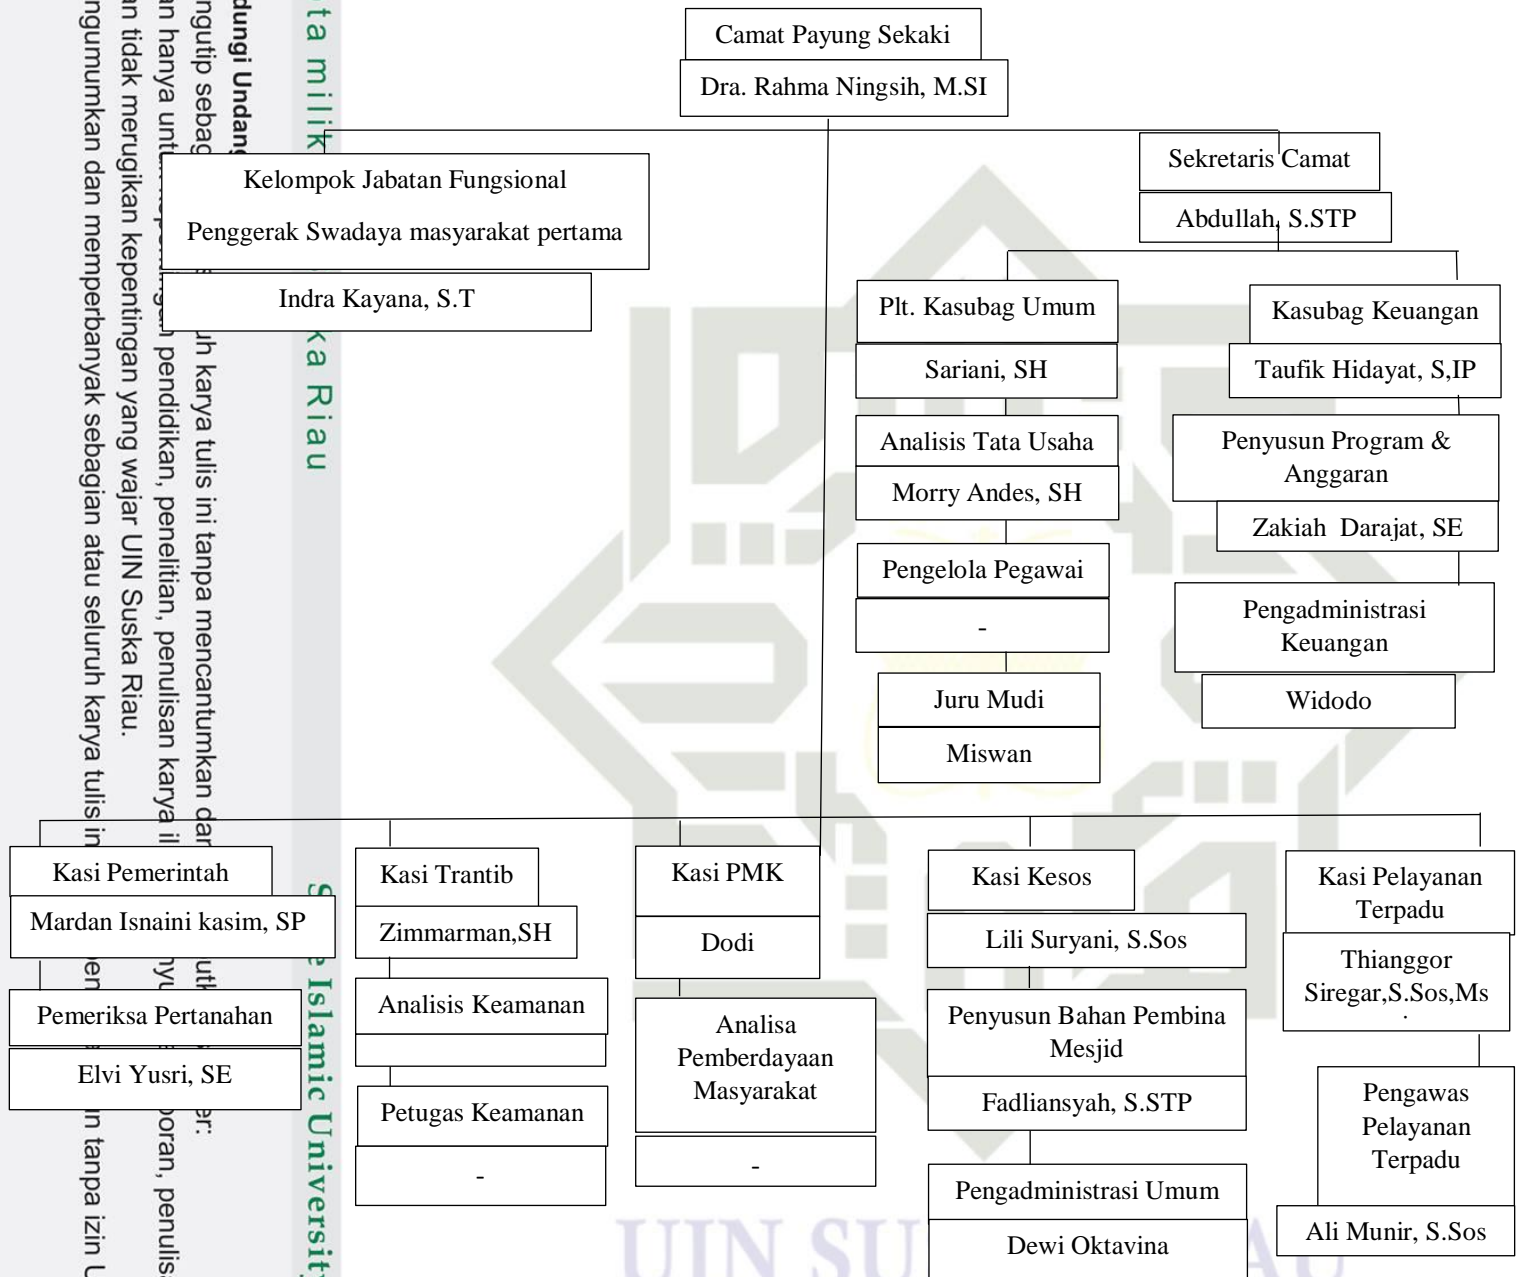 Camat Payung Sekaki
Dra. Rahma Ningsih, M.SI
Kelompok Jabatan Fungsional
Penggerak Swadaya masyarakat pertama
Indra Kayana, S.T
Sekretaris Camat
Abdullah, S.STP
Plt. Kasubag Umum
Sariani, SH
Analisis Tata Usaha
Morry Andes, SH
Pengelola Pegawai
-
Juru Mudi
Miswan
Kasubag Keuangan
Taufik Hidayat, S,IP
Penyusun Program &
Anggaran
Zakiah Darajat, SE
Pengadministrasi
Keuangan
Widodo
Kasi Pemerintah
Mardan Isnaini kasim, SP
Pemeriksa Pertanahan
Elvi Yusri, SE
Kasi Trantib
Zimmarman,SH
Analisis Keamanan
Petugas Keamanan
-
Kasi PMK
Dodi
Analisa
Pemberdayaan
Masyarakat
-
Kasi Kesos
Lili Suryani, S.Sos
Penyusun Bahan Pembina
Mesjid
Fadliansyah, S.STP
Pengadministrasi Umum
Dewi Oktavina
Kasi Pelayanan
Terpadu
Thianggor
Siregar,S.Sos,Ms
Pengawas
Pelayanan
Terpadu
Ali Munir, S.Sos
milik
Riau
Islamic University
karya tulis ini tanpa mencantumkan
hanya pendidikan, penelitian, penulisan karya
tidak merugikan kepentingan yang wajar UIN Suska Riau.
dan memperbanyak sebagian atau seluruh karya tulis tanpa izin
UIN